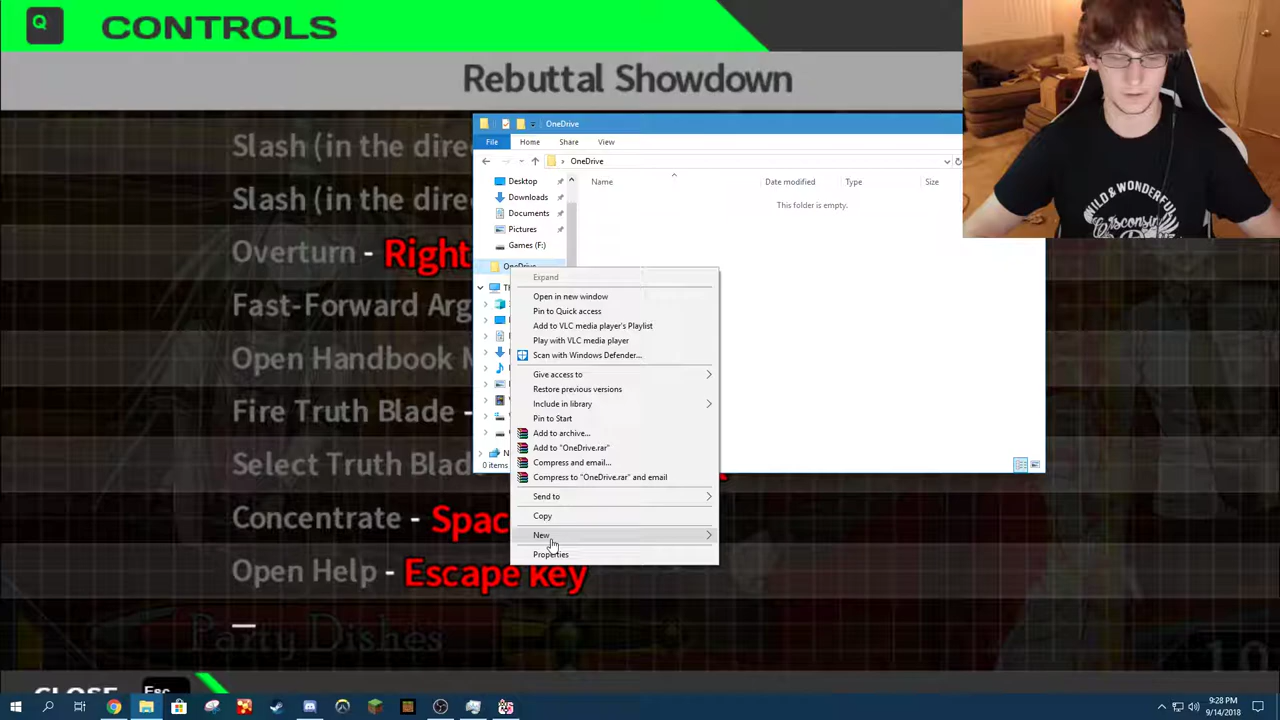 Q CONTROLS
Rebuttal Showdown
Slash (in the dire
Slash (in the dire
Overturn - Right
Fast-Forward Arg
Open Handbook M
Fire Truth Blade -
Select Truth Blad
Concentrate - Spac
Open Help - Escape key
Party Dishes
10
CLOSE Esc
OneDrive
File Home Share View
OneDrive
Desktop
Downloads
Documents
Pictures
Games (F:)
OneDrive
Th
N
0 items
Name Date modified Type Size
This folder is empty.
Expand
Open in new window
Pin to Quick access
Add to VLC media player's Playlist
Play with VLC media player
Scan with Windows Defender...
Give access to
Restore previous versions
Include in library
Pin to Start
Add to archive...
Add to "OneDrive.rar"
Compress and email...
Compress to "OneDrive.rar" and email
Send to
Copy
New
Properties
WILD & WONDERFUL
Wisconsin
9:28 PM
9/14/2018